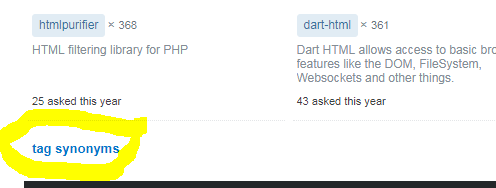 htmlpurifier × 368
HTML filtering library for PHP
25 asked this year
dart-html × 361
Dart HTML allows access to basic bro
features like the DOM, FileSystem,
Websockets and other things.
43 asked this year
tag synonyms